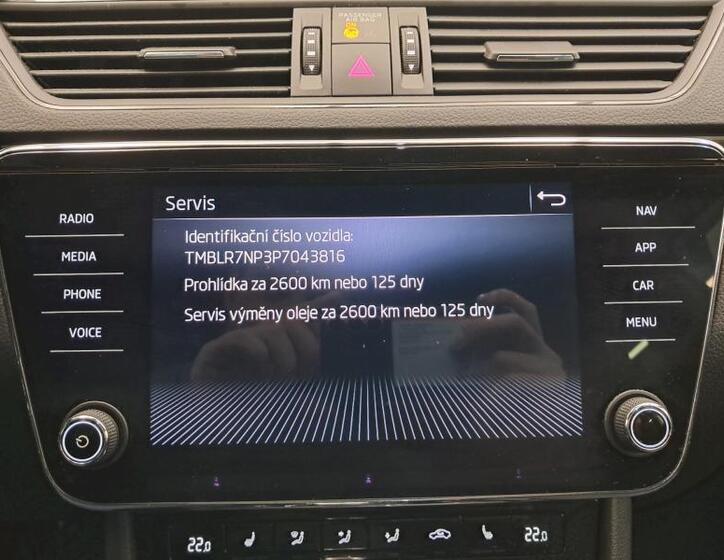 PASSENGER
AIR BAG
ON
Servis
RADIO
MEDIA
PHONE
VOICE
Identifikační číslo vozidla:
TMBLR7NP3P7043816
Prohlídka za 2600 km nebo 125 dny
Servis výměny oleje za 2600 km nebo 125 dny
NAV
APP
CAR
MENU
22.0
22.0